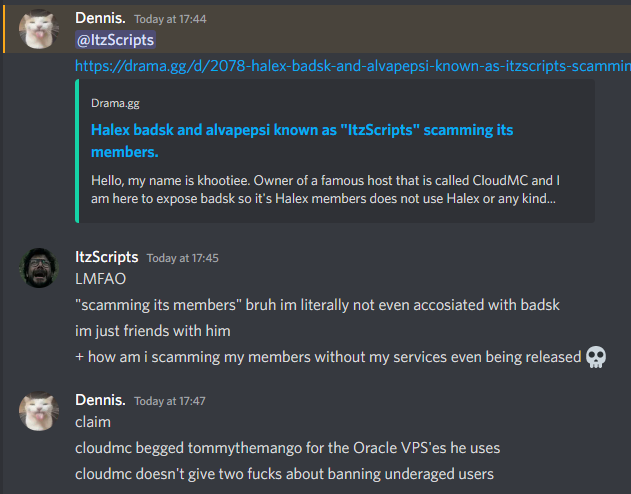 Dennis. Today at 17:44
@ItzScripts
https://drama.gg/d/2078-halex-badsk-and-alvapepsi-known-as-itzscripts-scammin
Drama.gg
Halex badsk and alvapepsi known as "ItzScripts" scamming its
members.
Hello, my name is khootiee. Owner of a famous host that is called CloudMC and I
am here to expose badsk so it's Halex members does not use Halex or any kind...
ItzScripts Today at 17:45
LMFAO
"scamming its members" bruh im literally not even accosiated with badsk
im just friends with him
+ how am i scamming my members without my services even being released 💀
Dennis. Today at 17:47
claim
cloudmc begged tommythemango for the Oracle VPS'es he uses
cloudmc doesn't give two fucks about banning underaged users